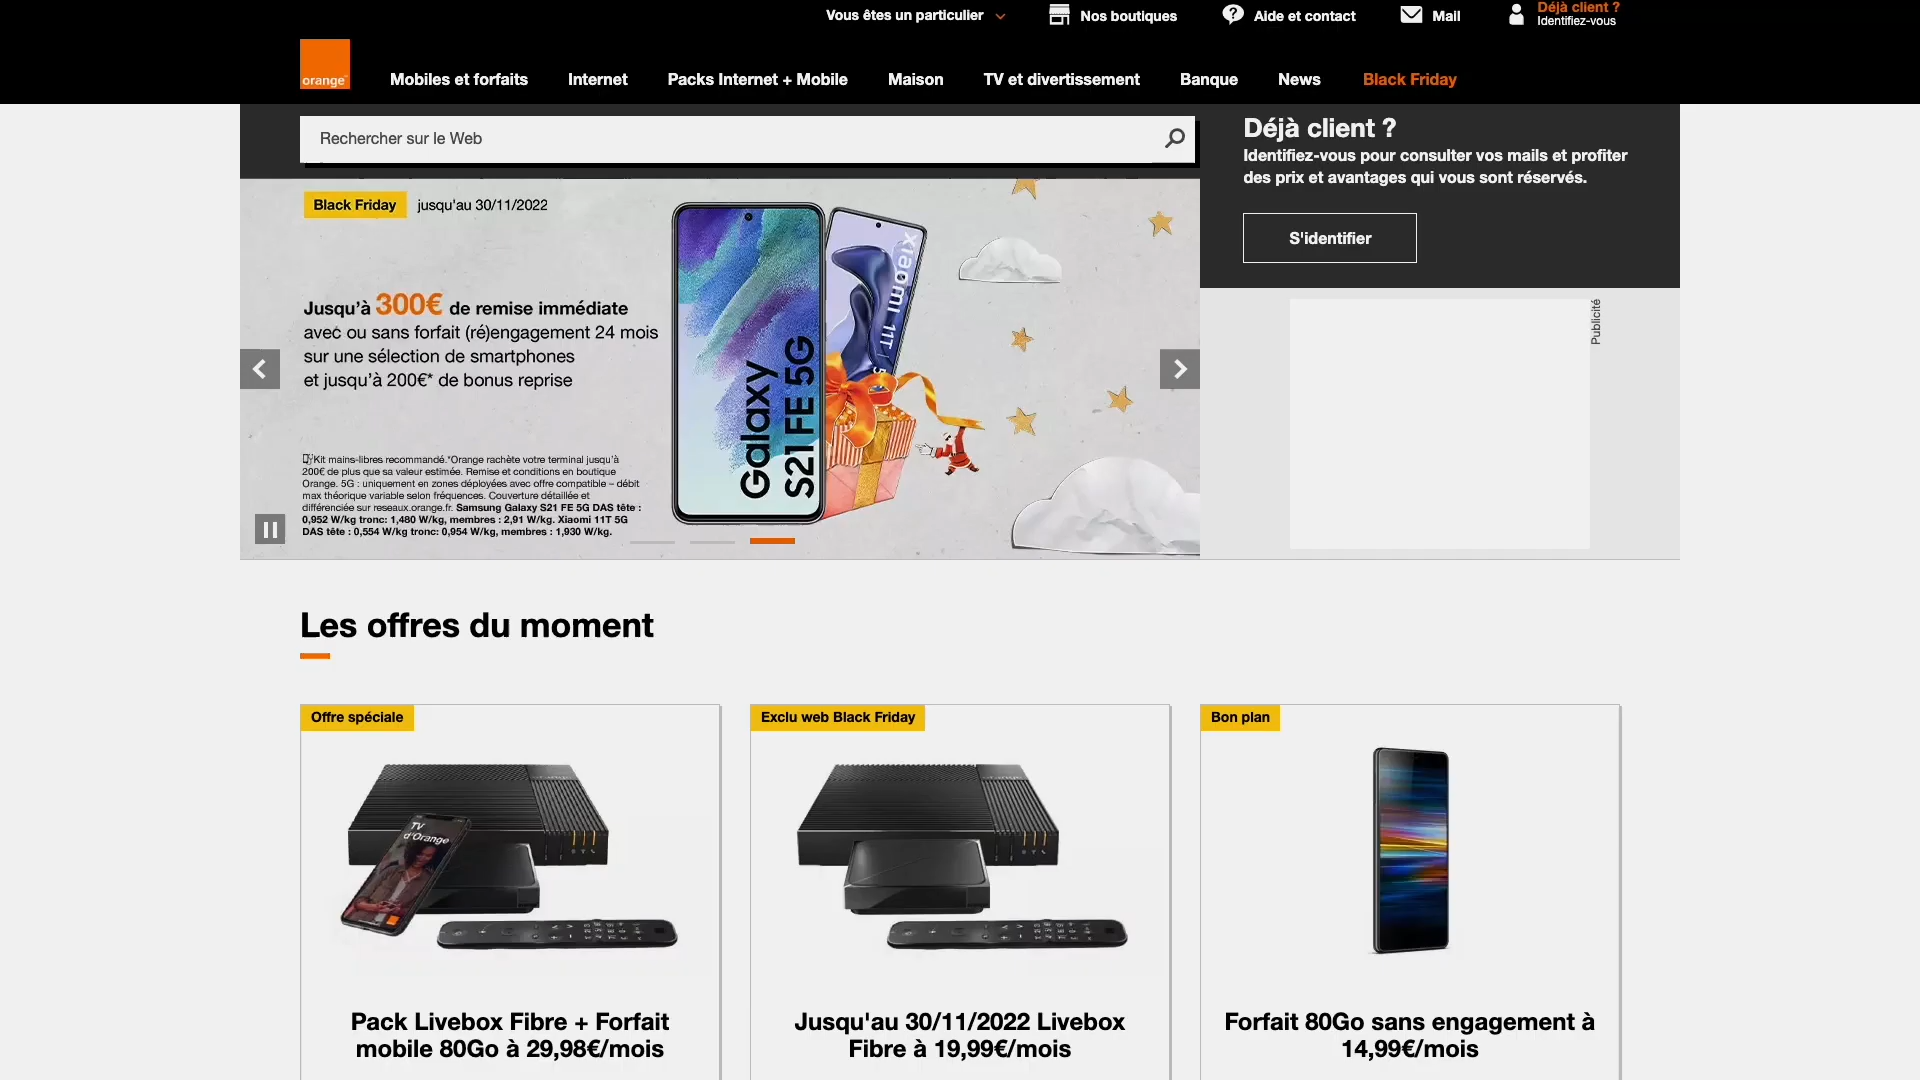 Vous êtes un particulier
Nos boutiques
Aide et contact
Mail
Déjà client ?
Identifiez-vous
orange
Mobiles et forfaits
Internet
Packs Internet + Mobile
Maison
TV et divertissement
Banque
News
Black Friday
Rechercher sur le Web
Déjà client ?
Identifiez-vous pour consulter vos mails et profiter
des prix et avantages qui vous sont réservés.
S'identifier
Black Friday jusqu'au 30/11/2022
Jusqu'à 300€ de remise immédiate
avec ou sans forfait (ré)engagement 24 mois
sur une sélection de smartphones
et jusqu'à 200€* de bonus reprise
Kit mains-libres recommandé.*Orange rachète votre terminal jusqu'à
200€ de plus que sa valeur estimée. Remise et conditions en boutique
Orange. 5G : uniquement en zones déployées avec offre compatible – débit
max théorique variable selon fréquences. Couverture détaillée et
différenciée sur reseaux.orange.fr. Samsung Galaxy S21 FE 5G DAS tête :
0,952 W/kg tronc: 1,480 W/kg, membres : 2,91 W/kg. Xiaomi 11T 5G
DAS tête : 0,554 W/kg tronc: 0,954 W/kg, membres : 1,930 W/kg.
Galaxy
S21 FE 5G
xiaomi 11T 5
Publicité
Les offres du moment
Offre spéciale
TV
d'Orange
Pack Livebox Fibre + Forfait
mobile 80Go à 29,98€/mois
Exclu web Black Friday
Jusqu'au 30/11/2022 Livebox
Fibre à 19,99€/mois
Bon plan
Forfait 80Go sans engagement à
14,99€/mois